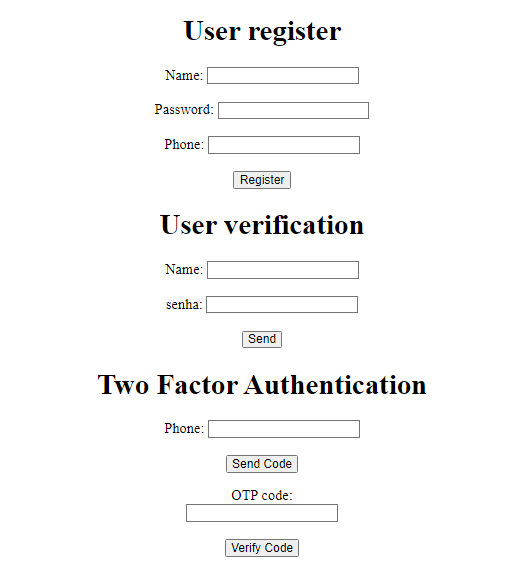 User register
Name:
Password:
Phone:
Register
User verification
Name:
senha:
Send
Two Factor Authentication
Phone:
Send Code
OTP code:
Verify Code